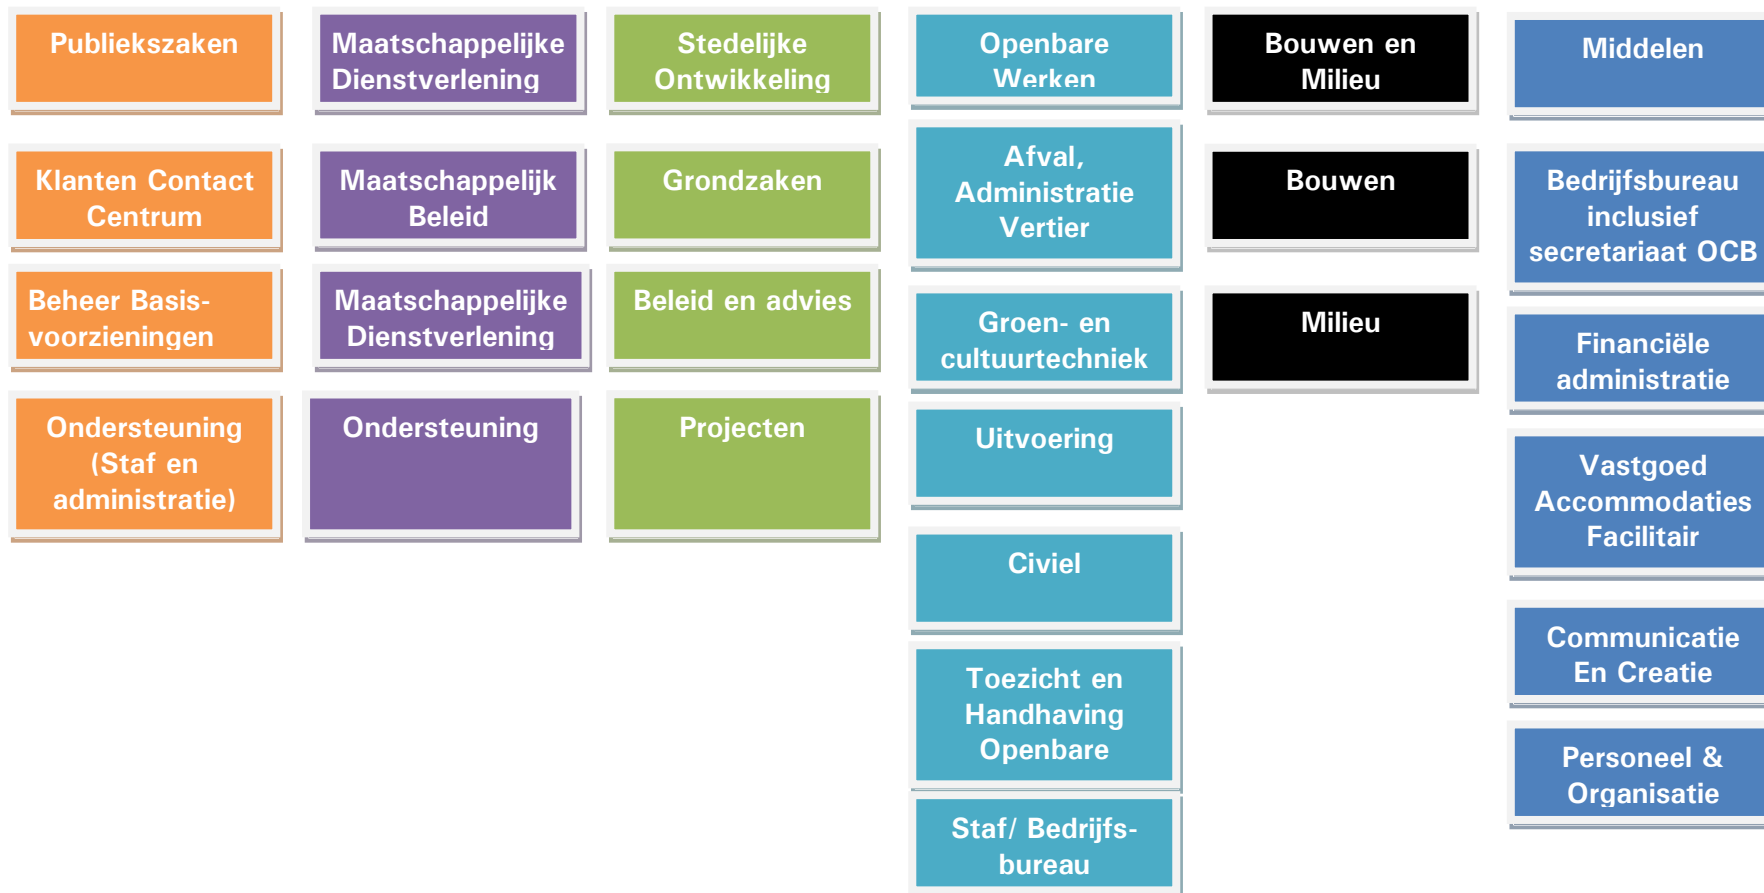 Publiekszaken
Maatschappelijke
Dienstverlening
Stedelijke
Ontwikkeling
Openbare
Werken
Bouwen en
Milieu
Middelen
Klanten Contact
Centrum
Maatschappelijk
Beleid
Grondzaken
Afval,
Administratie
Vertier
Bouwen
Bedrijfsbureau
inclusief
secretariaat OCB
Beheer Basis-
voorzieningen
Maatschappelijke
Dienstverlening
Beleid en advies
Groen- en
cultuurtechniek
Milieu
Financiële
administratie
Ondersteuning
(Staf en
administratie)
Ondersteuning
Projecten
Uitvoering
Vastgoed
Accommodaties
Facilitair
Civiel
Communicatie
En Creatie
Toezicht en
Handhaving
Openbare
Personeel &
Organisatie
Staf/ Bedrijfs-
bureau